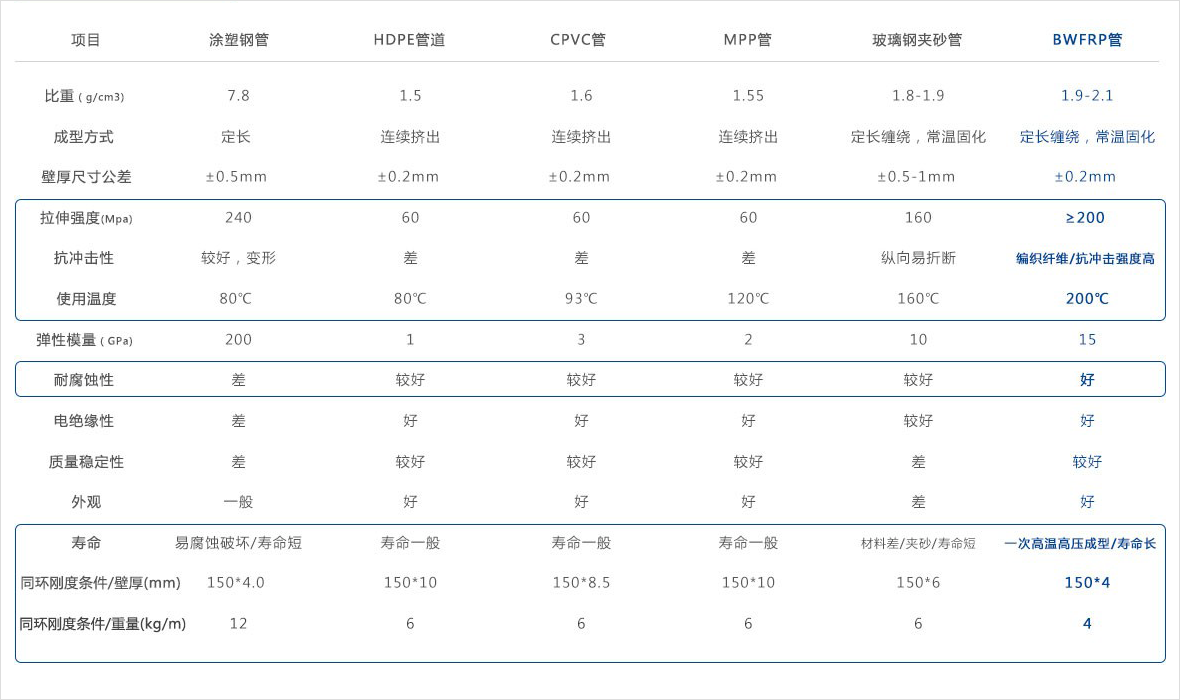 项目 涂塑钢管 HDPE管道 CPVC管 MPP管 玻璃钢夹砂管 BWFRP管
比重 ( g/cm3) 7.8 1.5 1.6 1.55 1.8-1.9 1.9-2.1
成型方式 定长 连续挤出 连续挤出 连续挤出 定长缠绕，常温固化 定长缠绕，常温固化
壁厚尺寸公差 ±0.5mm ±0.2mm ±0.2mm ±0.2mm ±0.5-1mm ±0.2mm
拉伸强度(Mpa) 240 60 60 60 160 ≥200
抗冲击性 较好，变形 差 差 差 纵向易折断 编织纤维/抗冲击强度高
使用温度 80℃ 80℃ 93℃ 120℃ 160℃ 200℃
弹性模量 ( GPa) 200 1 3 2 10 15
耐腐蚀性 差 较好 较好 较好 较好 好
电绝缘性 差 好 好 好 较好 好
质量稳定性 差 较好 较好 较好 差 较好
外观 一般 好 好 好 差 好
寿命 易腐蚀破坏/寿命短 寿命一般 寿命一般 寿命一般 材料差/夹砂/寿命短 一次高温高压成型/寿命长
同环刚度条件/壁厚(mm) 150*4.0 150*10 150*8.5 150*10 150*6 150*4
同环刚度条件/重量(kg/m) 12 6 6 6 6 4